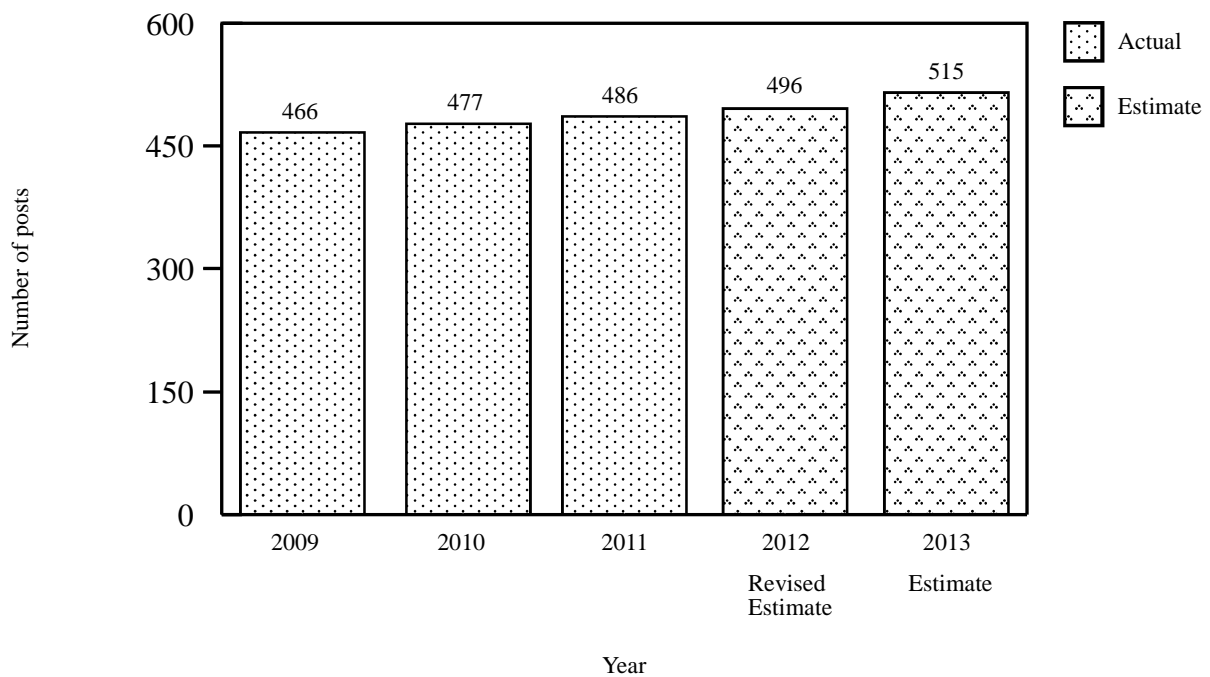 600
450
300
150
0
Number of posts
466
477
486
496
515
2009
2010
2011
2012
2013
Revised
Estimate
Estimate
Year
Actual
Estimate